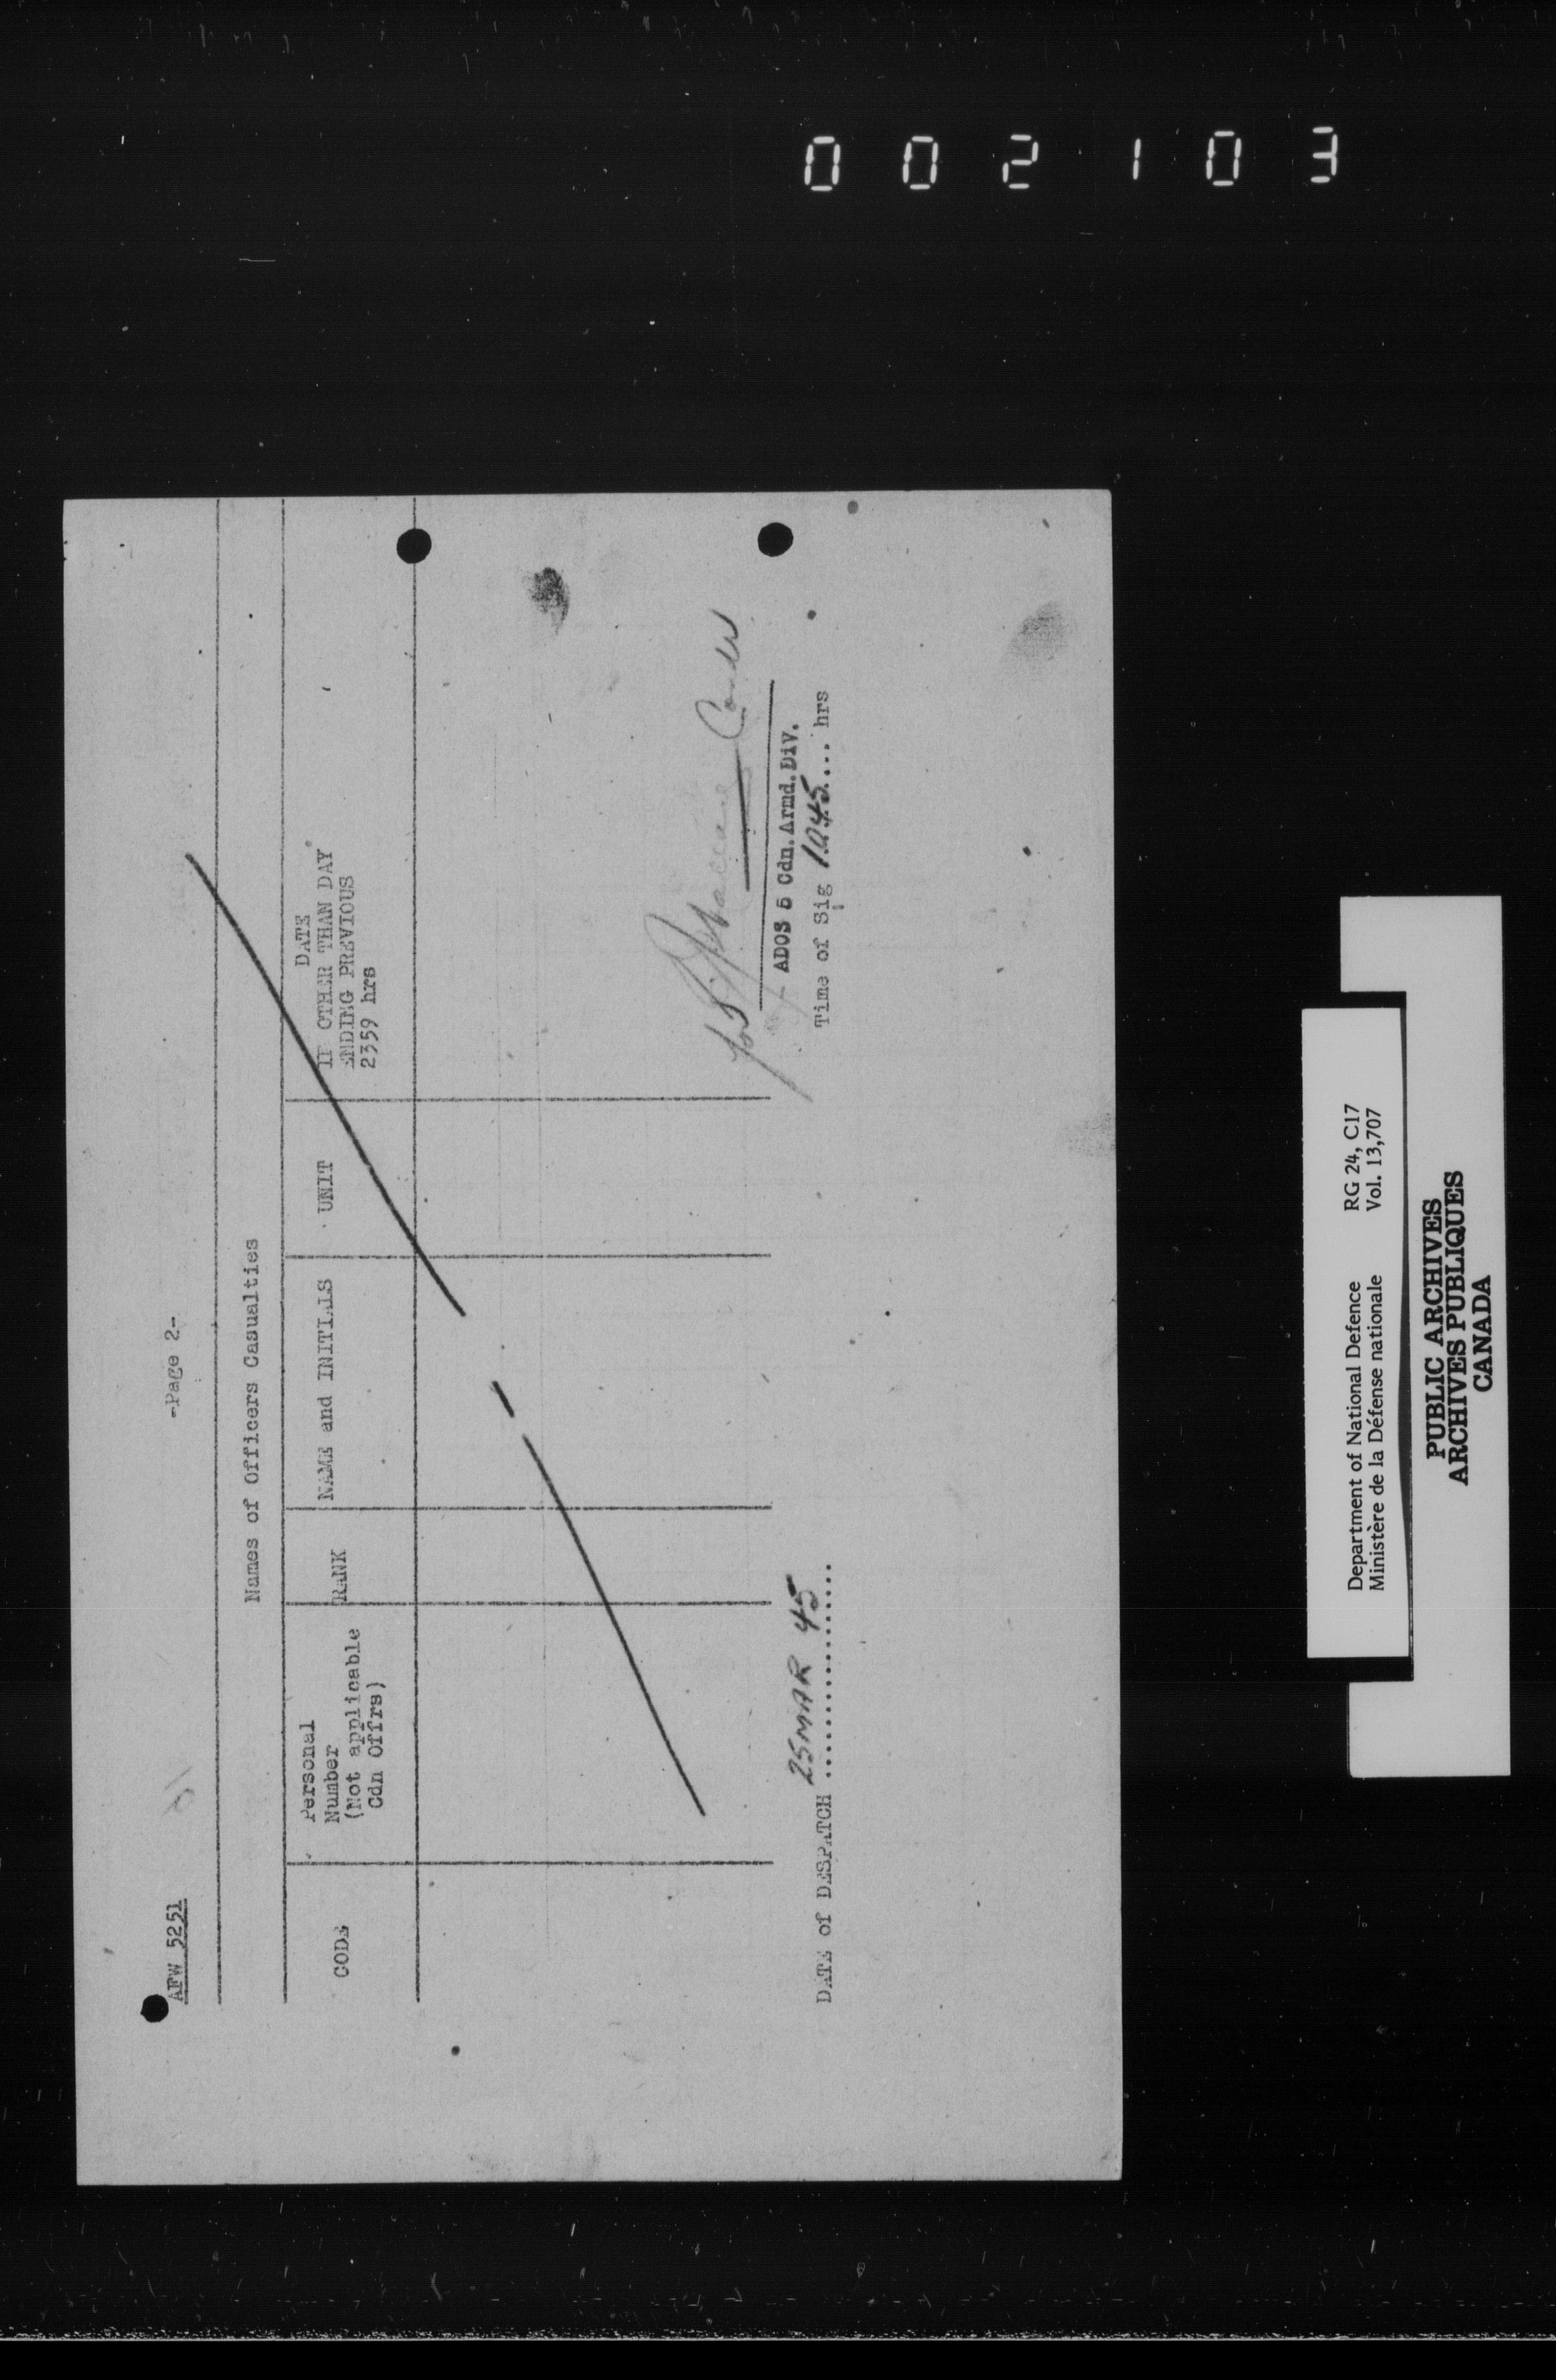 002103
AFW 5251
-Page 2-
Names of Officers Casualties
CODE
Personal
Number
(Not applicable
Cdn Offrs)
RANK
NAME and INITIALS
UNIT
DATE
IF OTHER THAN DAY
ENDING PREVIOUS
2359 hrs
for
ADOS 5 Cdn. Armd. Div.
DATE of DESPATCH 25 MAR 45
Time of Sig 1045.... hrs
Department of National Defence RG 24, C17
Ministère de la Défense nationale Vol. 13,707
PUBLIC ARCHIVES
ARCHIVES PUBLIQUES
CANADA